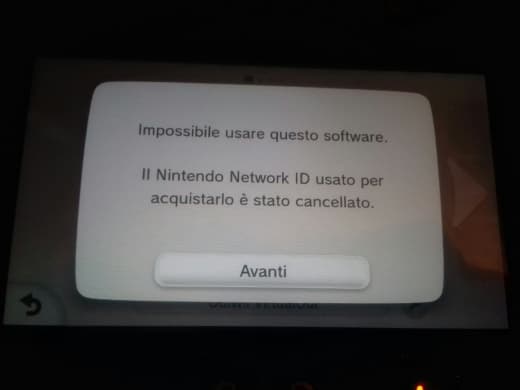 Impossibile usare questo software.
Il Nintendo Network ID usato per
acquistarlo è stato cancellato.
Avanti